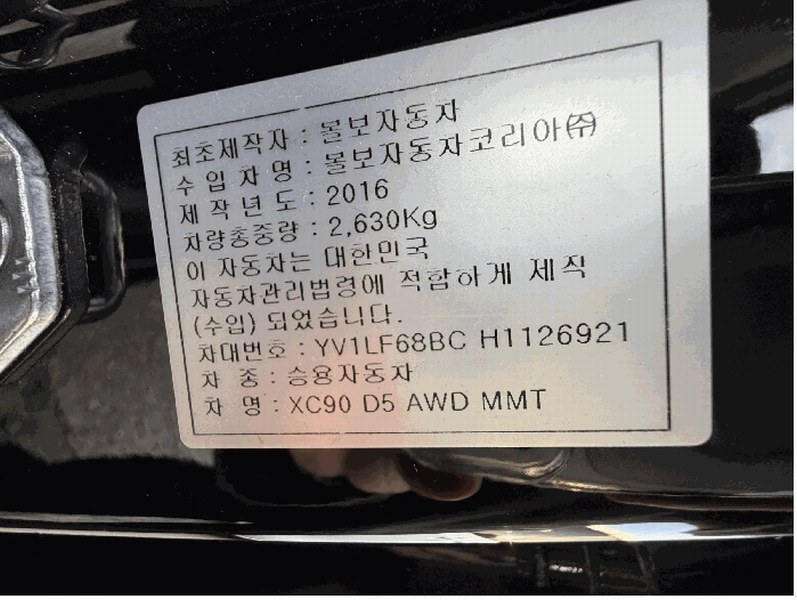 최초제작자 : 볼보자동차
수 입 차 명 : 볼보자동차코리아㈜
제 작 년 도 : 2016
차량총중량 : 2,630Kg
이 자동차는 대한민국
자동차관리법령에 적합하게 제작
(수입) 되었습니다.
차대번호 : YV1LF68BC H1126921
차 종 : 승용자동차
차 명 : XC90 D5 AWD MMT